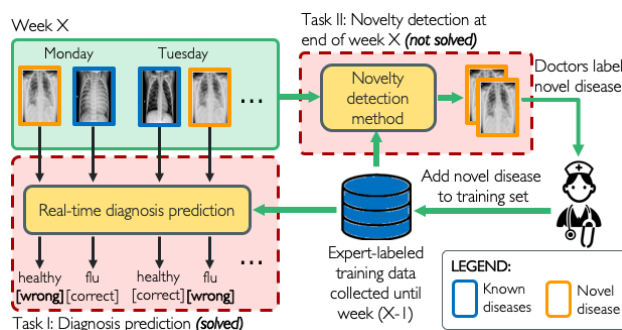 Week X
Monday
Tuesday
...
Task II: Novelty detection at
end of week X (not solved)
Novelty
detection
method
Doctors label
novel disease
Real-time diagnosis prediction
Add novel disease
to training set
...
healthy
[wrong]
flu
[correct]
healthy
[correct]
flu
[wrong]
Task I: Diagnosis prediction (solved)
Expert-labeled
training data
collected until
week (X-1)
LEGEND:
Known
diseases
Novel
disease